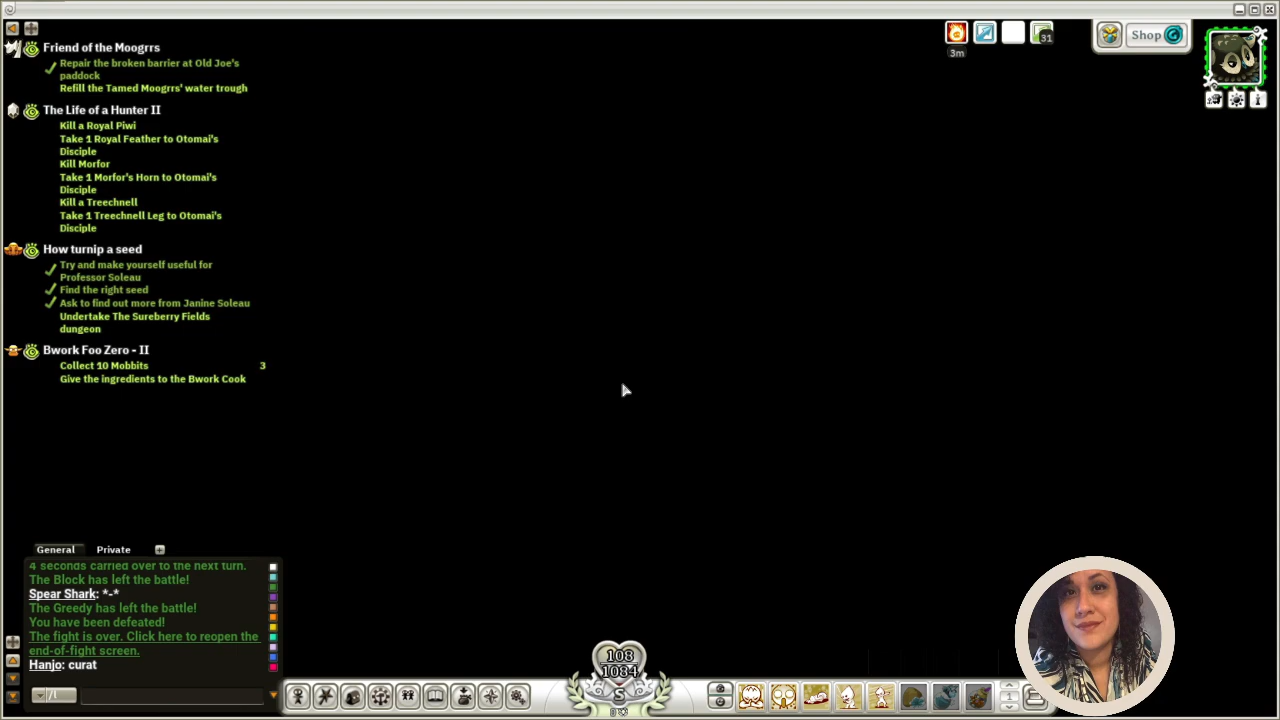 Friend of the Moogrrs
Repair the broken barrier at Old Joe's
paddock
Refill the Tamed Moogrrs' water trough
The Life of a Hunter II
Kill a Royal Piwi
Take 1 Royal Feather to Otomai's
Disciple
Kill Morfor
Take 1 Morfor's Horn to Otomai's
Disciple
Kill a Treechnell
Take 1 Treechnell Leg to Otomai's
Disciple
How turnip a seed
Try and make yourself useful for
Professor Soleau
Find the right seed
Ask to find out more from Janine Soleau
Undertake The Sureberry Fields
dungeon
Bwork Foo Zero - II
Collect 10 Mobbits 3
Give the ingredients to the Bwork Cook
31
3m
Shop
General Private +
4 seconds carried over to the next turn.
The Block has left the battle!
Spear Shark: *-*
The Greedy has left the battle!
You have been defeated!
The fight is over. Click here to reopen the
end-of-fight screen.
Hanjo: curat
108
1084
S
1